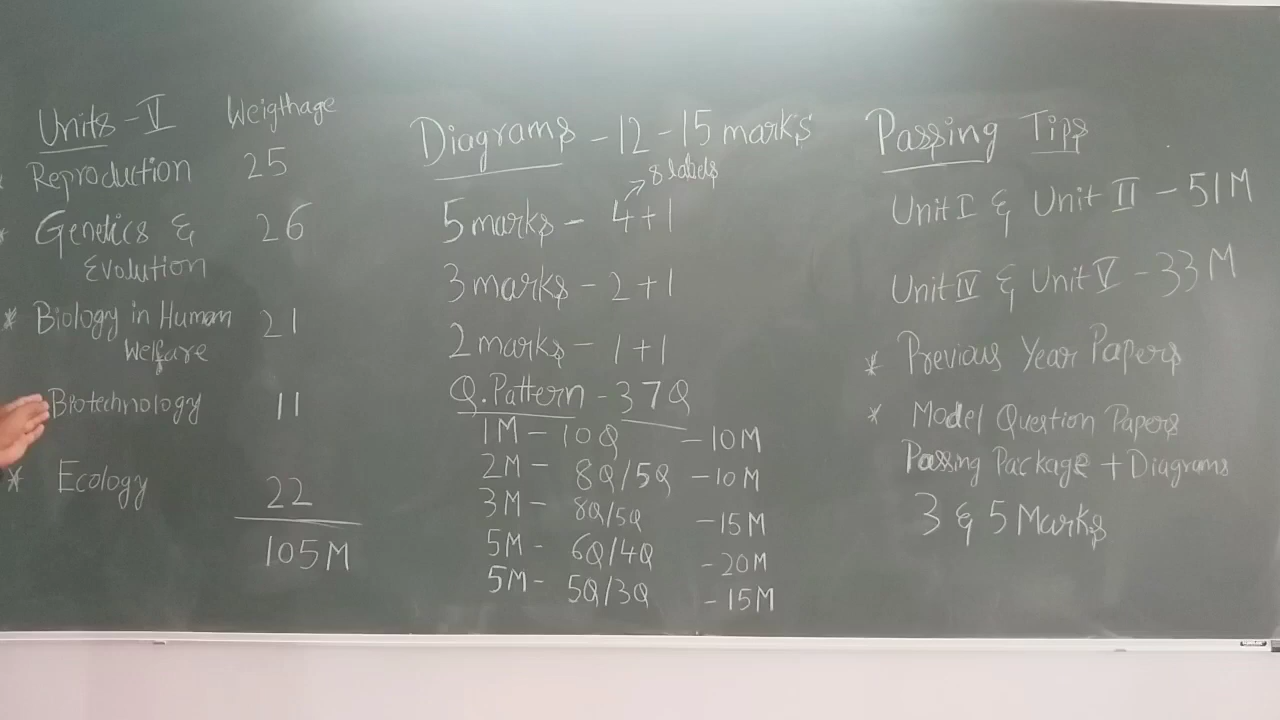 Units - V Weigthage
* Reproduction 25
* Genetics & 26
Evolution
* Biology in Human 21
Welfare
Biotechnology 11
* Ecology 22
105M
Diagrams - 12 - 15 marks
8 labels
5 marks - 4 + 1
3 marks - 2 + 1
2 marks - 1 + 1
Q. Pattern - 37Q
1M - 10Q - 10M
2M - 8Q/5Q - 10M
3M - 8Q/5Q - 15M
5M - 6Q/4Q - 20M
5M - 5Q/3Q - 15M
Passing Tips
Unit I & Unit II - 51M
Unit IV & Unit V - 33M
* Previous Year Papers
* Model Question Papers
Passing Package + Diagrams
3 & 5 Marks